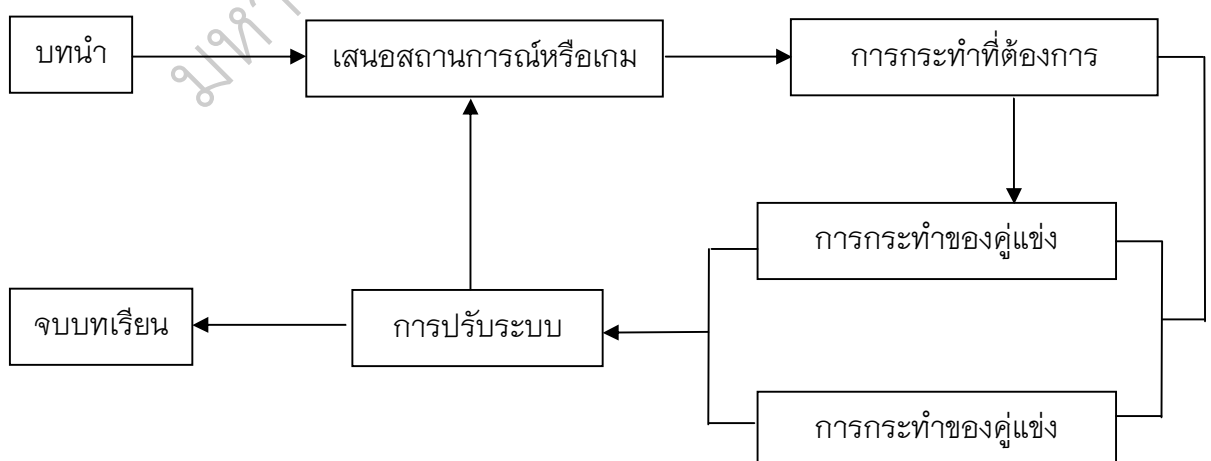 บทนำ
เสนอสถานการณ์หรือเกม
การกระทำที่ต้องการ
การกระทำของคู่แข่ง
จบบทเรียน
การปรับระบบ
การกระทำของคู่แข่ง